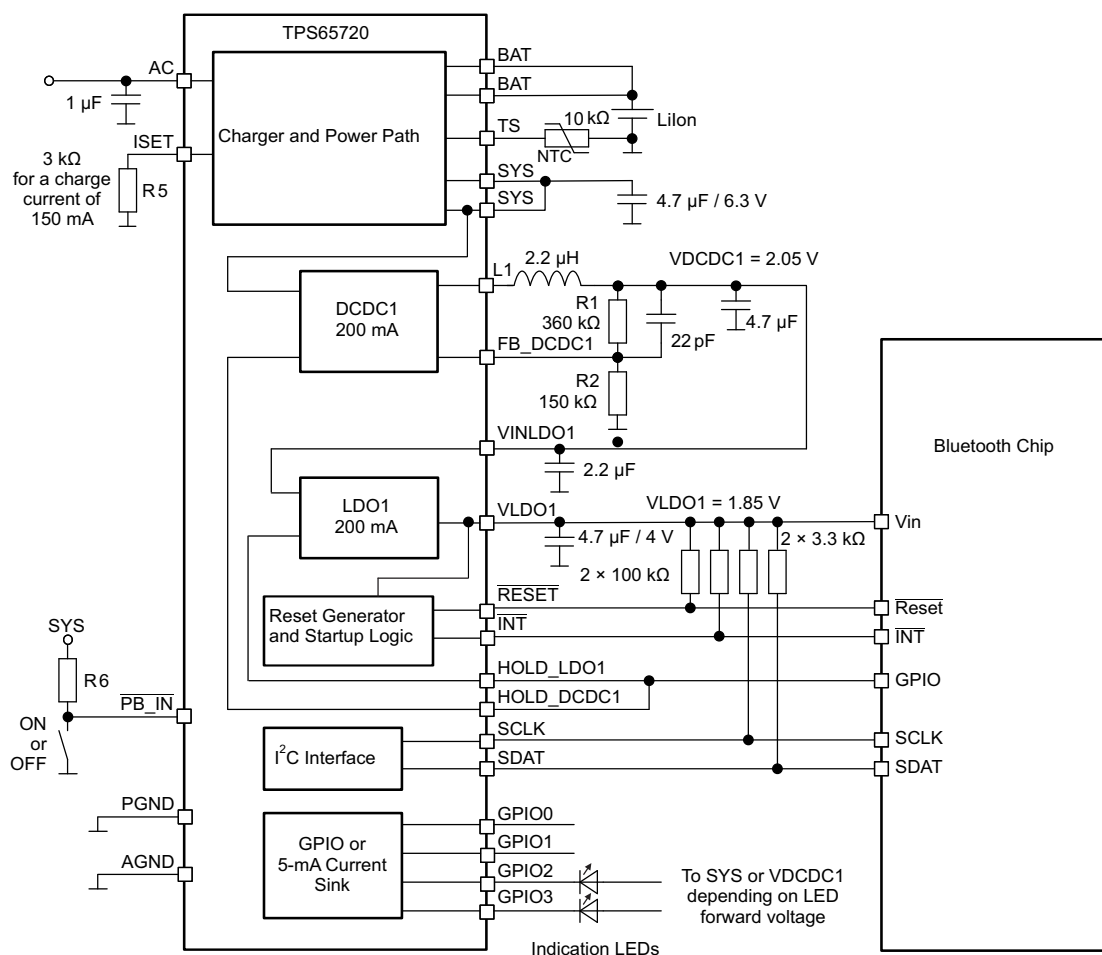 TPS65720
AC
1 µF
ISET
3 kΩ
for a charge
current of
150 mA
R5
Charger and Power Path
BAT
BAT
TS
10 kΩ
NTC
LiIon
SYS
SYS
4.7 µF / 6.3 V
L1
2.2 µH
VDCDC1 = 2.05 V
DCDC1
200 mA
R1
360 kΩ
22 pF
4.7 µF
FB_DCDC1
R2
150 kΩ
VINLDO1
2.2 µF
Bluetooth Chip
LDO1
200 mA
VLDO1
VLDO1 = 1.85 V
Vin
4.7 µF / 4 V
2 × 3.3 kΩ
2 × 100 kΩ
Reset Generator
and Startup Logic
RESET
INT
Reset
INT
SYS
R6
PB_IN
ON
or
OFF
HOLD_LDO1
HOLD_DCDC1
GPIO
I²C Interface
SCLK
SDAT
SCLK
SDAT
PGND
AGND
GPIO or
5-mA Current
Sink
GPIO0
GPIO1
GPIO2
GPIO3
To SYS or VDCDC1
depending on LED
forward voltage
Indication LEDs